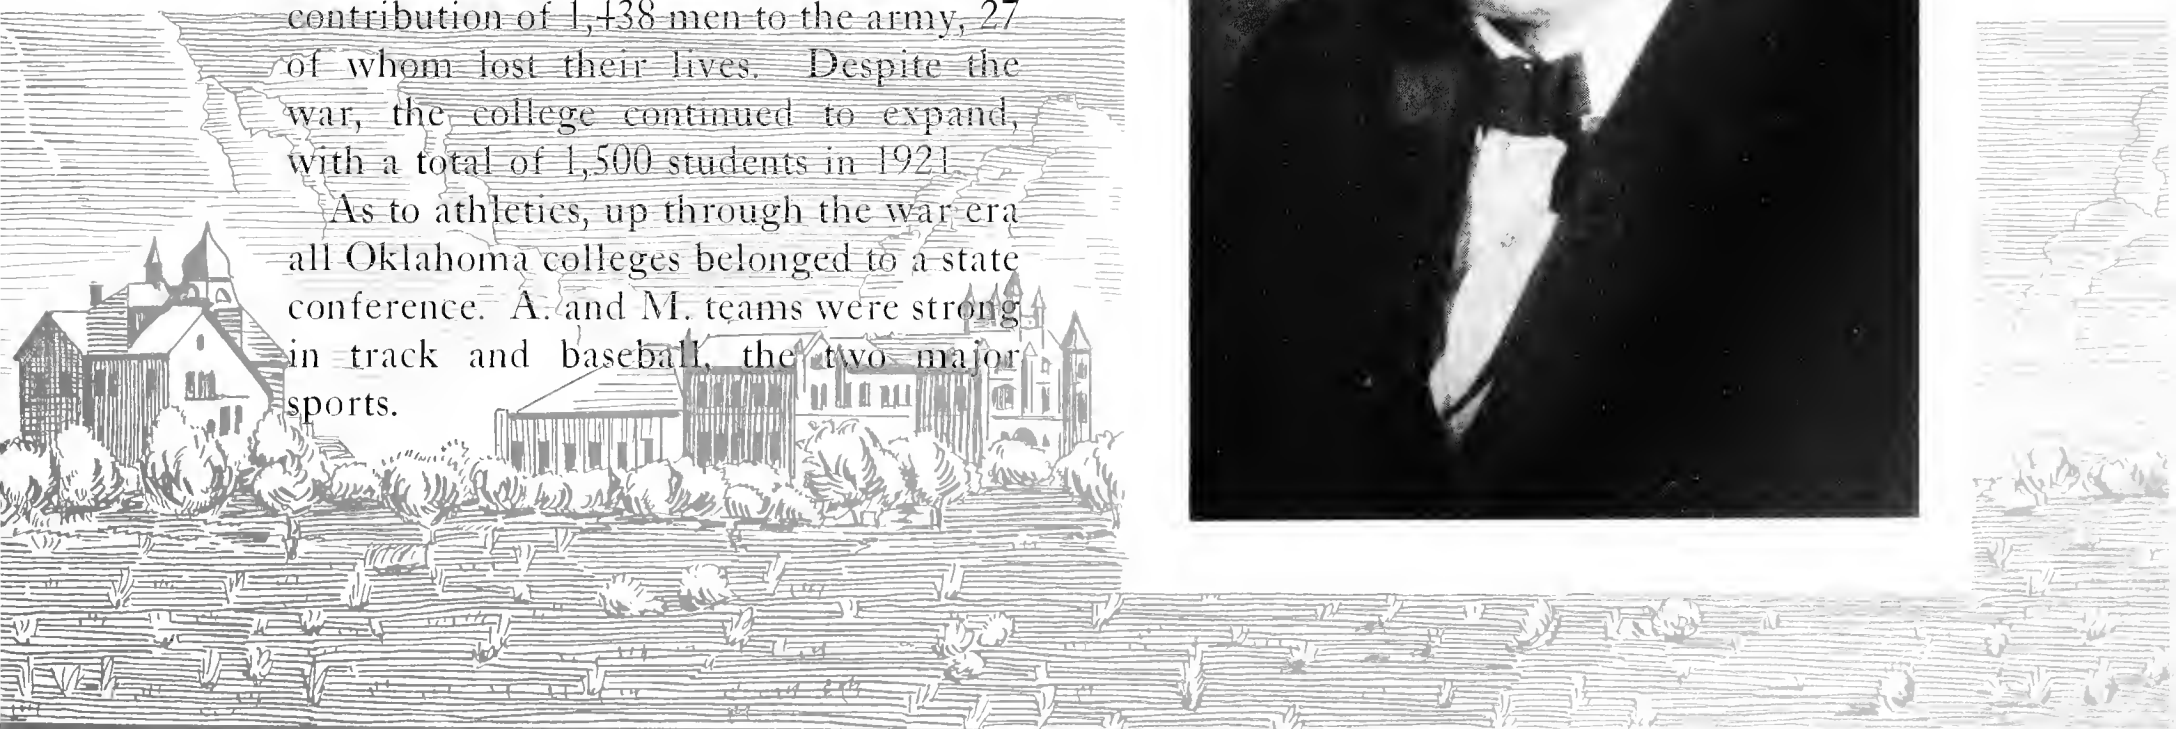 contribution of 1,438 men to the army, 27
of whom lost their lives. Despite the
war, the college continued to expand,
with a total of 1,500 students in 1921.
As to athletics, up through the war era
all Oklahoma colleges belonged to a state
conference. A. and M. teams were strong
in track and baseball, the two major
sports.